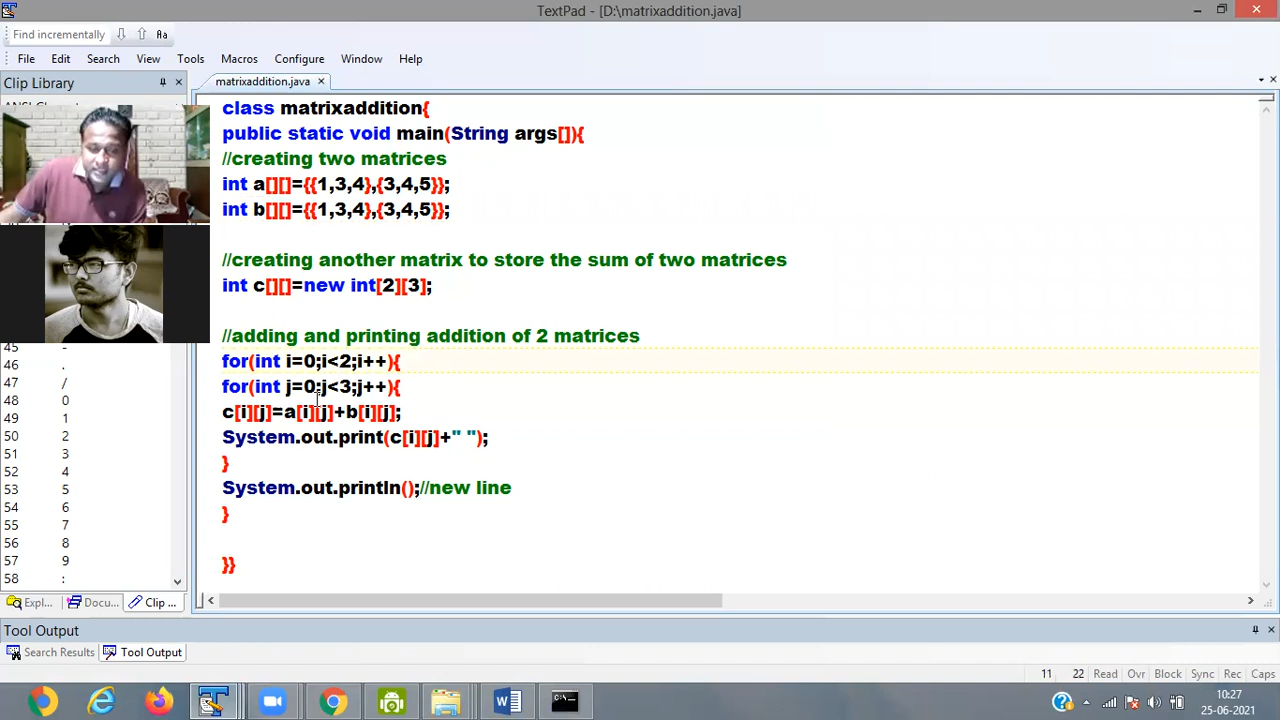 TextPad - [D:\matrixaddition.java]
Find incrementally
File Edit Search View Tools Macros Configure Window Help
Clip Library
matrixaddition.java
class matrixaddition{
public static void main(String args[]){
//creating two matrices
int a[][]={{1,3,4},{3,4,5}};
int b[][]={{1,3,4},{3,4,5}};
//creating another matrix to store the sum of two matrices
int c[][]=new int[2][3];
//adding and printing addition of 2 matrices
for(int i=0;i<2;i++){
for(int j=0;j<3;j++){
c[i][j]=a[i][j]+b[i][j];
System.out.print(c[i][j]+" ");
}
System.out.println();//new line
}
}}
45 -
46 .
47 /
48 0
49 1
50 2
51 3
52 4
53 5
54 6
55 7
56 8
57 9
58 :
Expl... Docu... Clip ...
Tool Output
Search Results Tool Output
11 22 Read Ovr Block Sync Rec Caps
10:27
25-06-2021